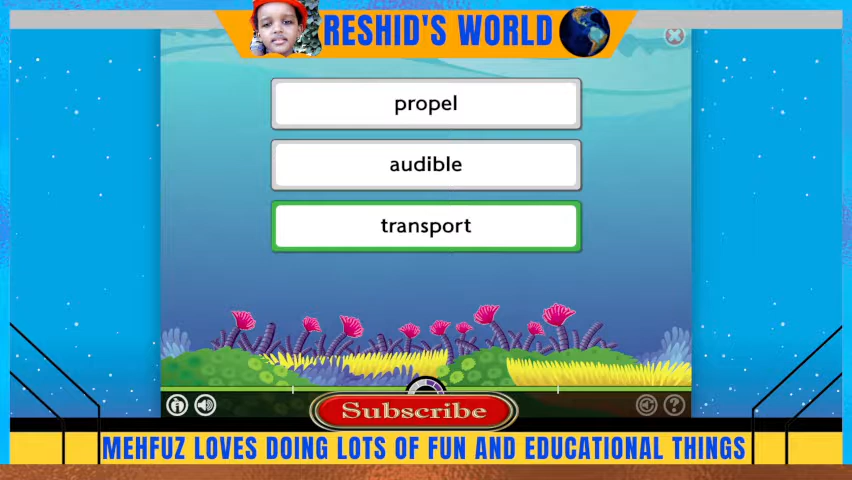 RESHID'S WORLD
propel
audible
transport
Subscribe
MEHFUZ LOVES DOING LOTS OF FUN AND EDUCATIONAL THINGS